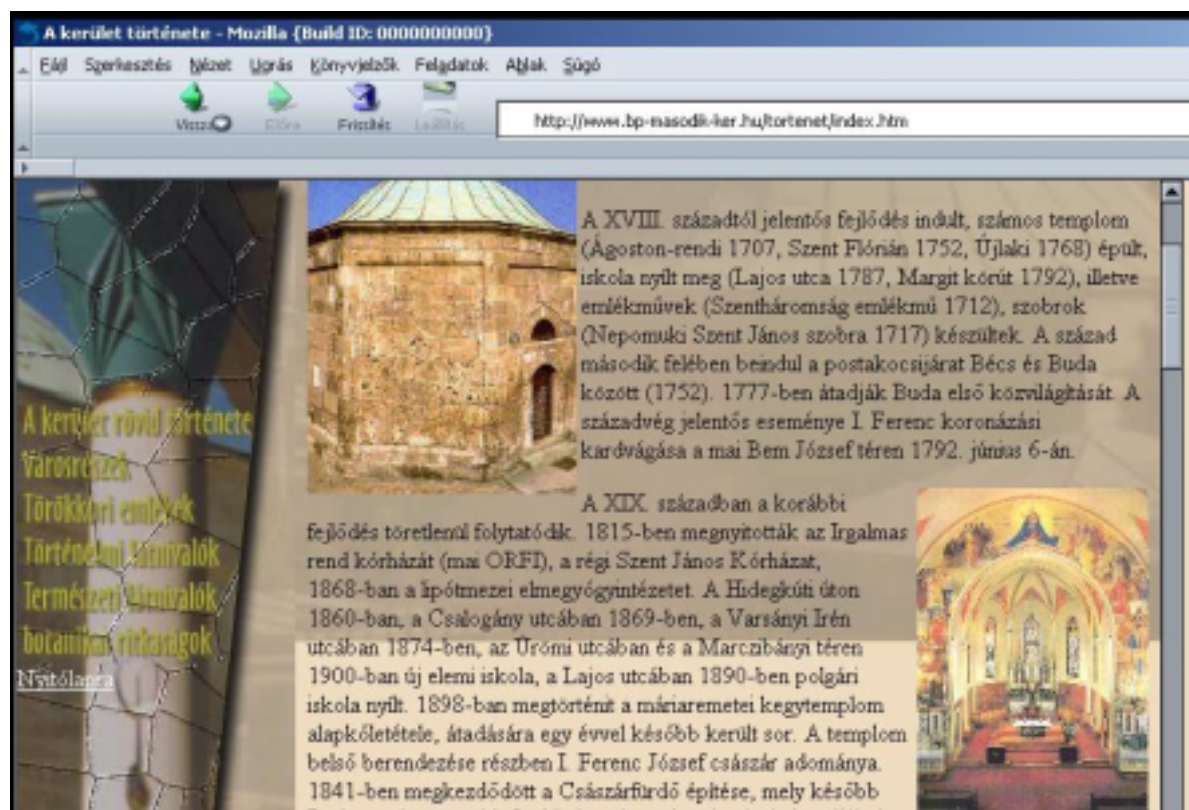 A kerület története - Mozilla {Build ID: 0000000000}
Fájl Szerkesztés Nézet Ugrás Könyvjelzők Feladatok Ablak Súgó
Vissza Előre Frissítés Leállítás
http://www.bp-masodik-ker.hu/tortenet/index.htm
A kerület rövid története
Városrészek
Törökkori emlékek
Történelmi látnivalók
Természeti látnivalók,
botanikai ritkaságok
Nyitólapra
A XVIII. századtól jelentős fejlődés indult, számos templom
(Ágoston-rendi 1707, Szent Flórián 1752, Újlaki 1768) épült,
iskola nyílt meg (Lajos utca 1787, Margit körút 1792), illetve
emlékművek (Szentháromság emlékmű 1712), szobrok
(Nepomuki Szent János szobra 1717) készültek. A század
második felében beindul a postakocsijárat Bécs és Buda
között (1752). 1777-ben átadják Buda első közvilágítását. A
századvég jelentős eseménye I. Ferenc koronázási
kardvágása a mai Bem József téren 1792. június 6-án.
A XIX. században a korábbi
fejlődés töretlenül folytatódik. 1815-ben megnyitották az Irgalmas
rend kórházát (mai ORFI), a régi Szent János Kórházat,
1868-ban a lipótmezei elmegyógyintézetet. A Hidegkúti úton
1860-ban, a Csalogány utcában 1869-ben, a Varsányi Irén
utcában 1874-ben, az Ürömi utcában és a Marczibányi téren
1900-ban új elemi iskola, a Lajos utcában 1890-ben polgári
iskola nyílt. 1898-ban megtörtént a máriaremetei kegytemplom
alapkőletétele, átadására egy évvel később került sor. A templom
belső berendezése részben I. Ferenc József császár adománya.
1841-ben megkezdődött a Császárfürdő építése, mely később